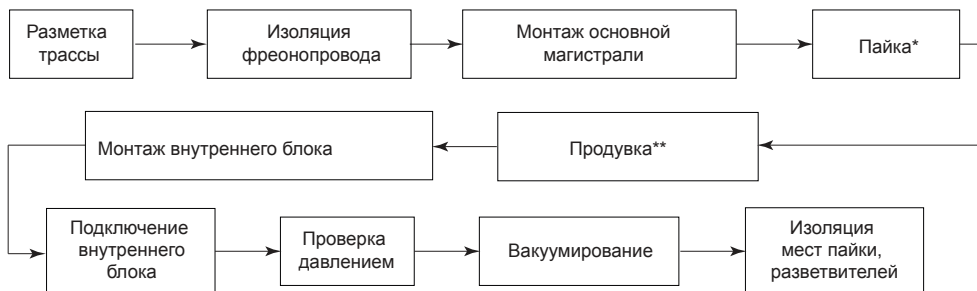 Разметка
трассы
Изоляция
фреонопровода
Монтаж основной
магистрали
Пайка*
Монтаж внутреннего блока
Продувка**
Подключение
внутреннего
блока
Проверка
давлением
Вакуумирование
Изоляция
мест пайки,
разветвителей